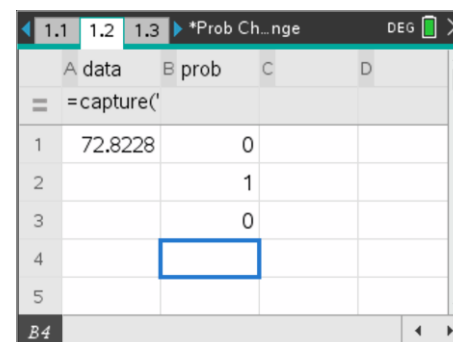 1.1 1.2 1.3 *Prob Ch...nge DEG
A data B prob C D
= =capture('
1 72.8228 0
2 1
3 0
4
5
B4